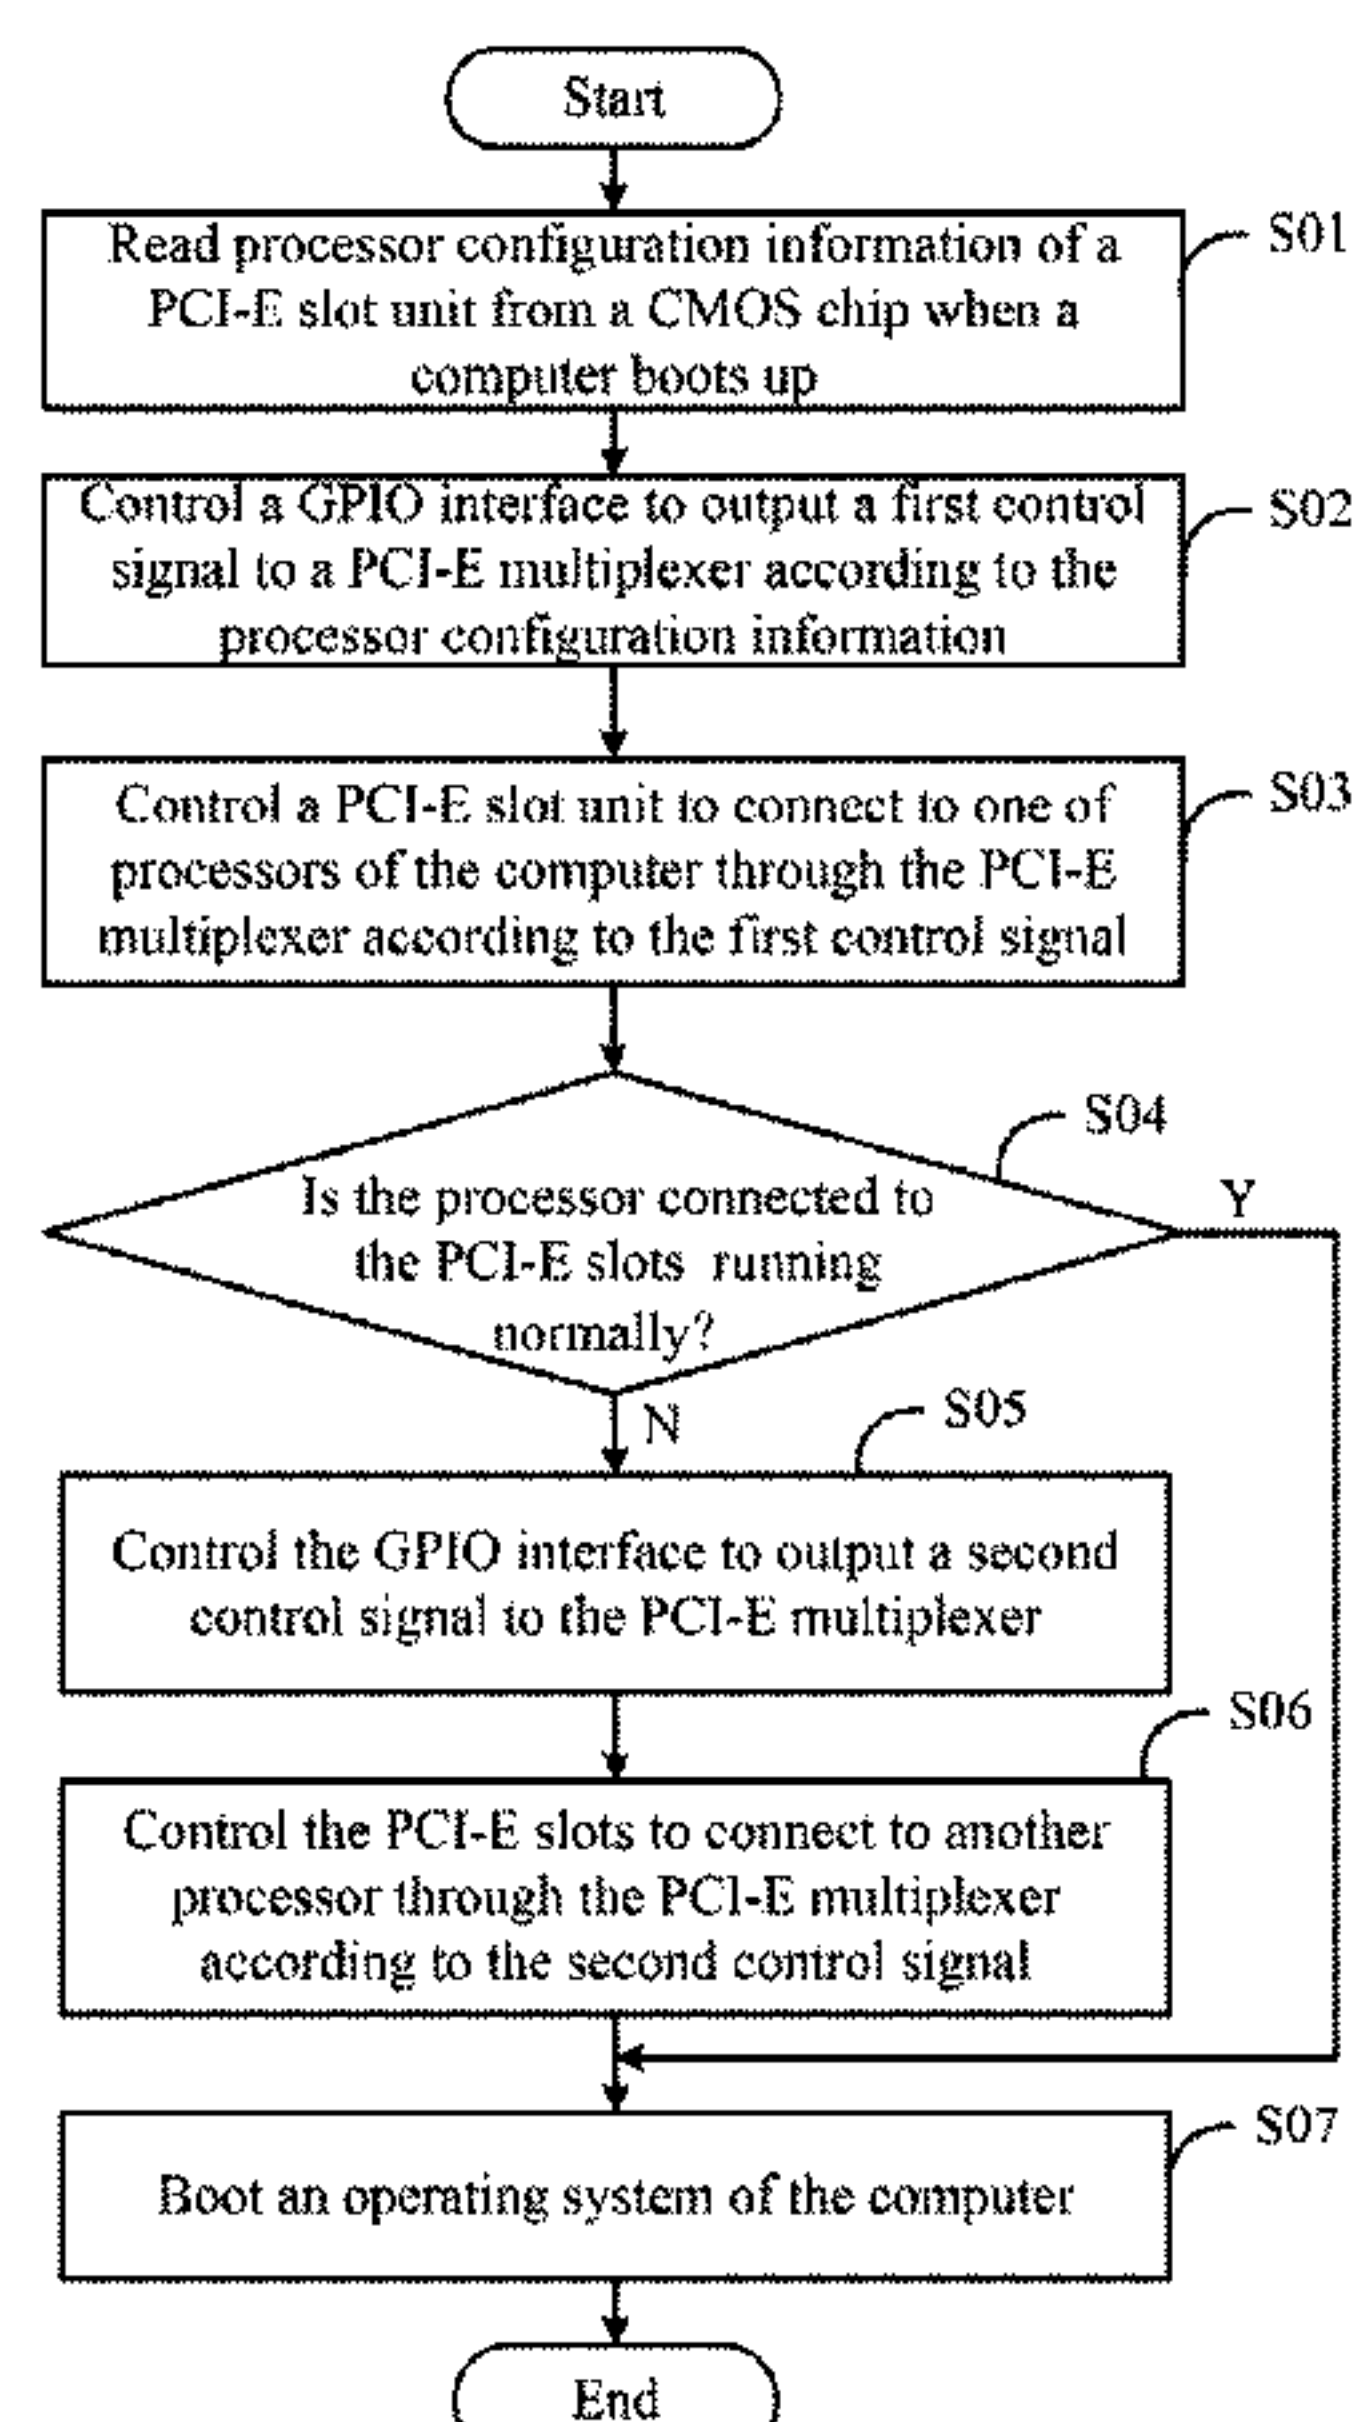 Start
Read processor configuration information of a
PCI-E slot unit from a CMOS chip when a
computer boots up
S01
Control a GPIO interface to output a first control
signal to a PCI-E multiplexer according to the
processor configuration information
S02
Control a PCI-E slot unit to connect to one of
processors of the computer through the PCI-E
multiplexer according to the first control signal
S03
S04
Is the processor connected to
the PCI-E slots running
normally?
Y
N
S05
Control the GPIO interface to output a second
control signal to the PCI-E multiplexer
S06
Control the PCI-E slots to connect to another
processor through the PCI-E multiplexer
according to the second control signal
S07
Boot an operating system of the computer
End